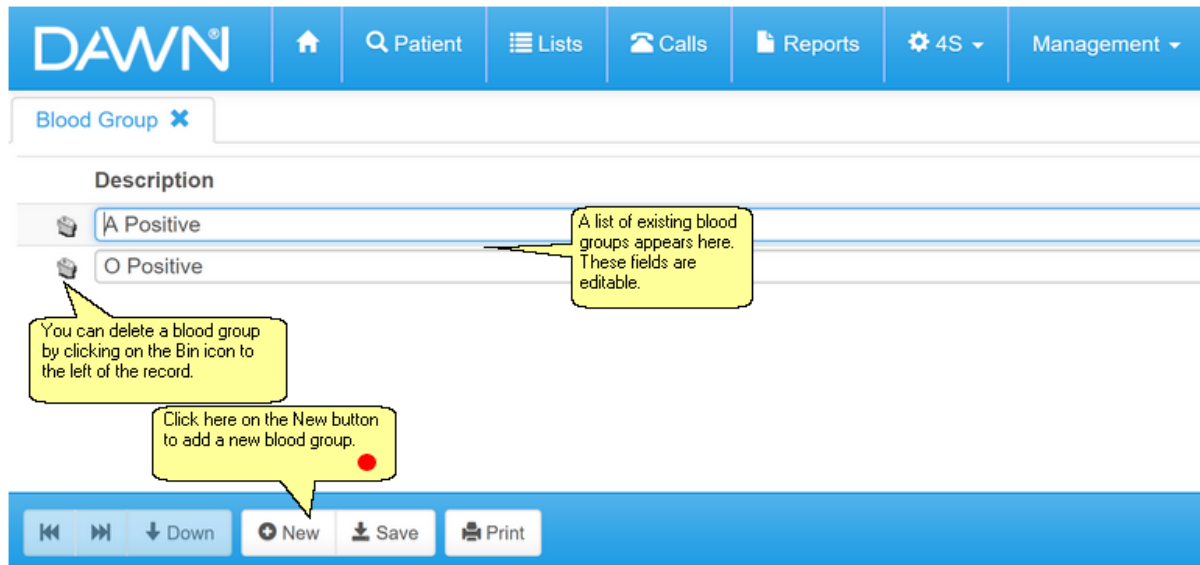 DAWN® Patient Lists Calls Reports 4S Management
Blood Group
Description
A Positive
O Positive
A list of existing blood
groups appears here.
These fields are
editable.
You can delete a blood group
by clicking on the Bin icon to
the left of the record.
Click here on the New button
to add a new blood group.
Down New Save Print